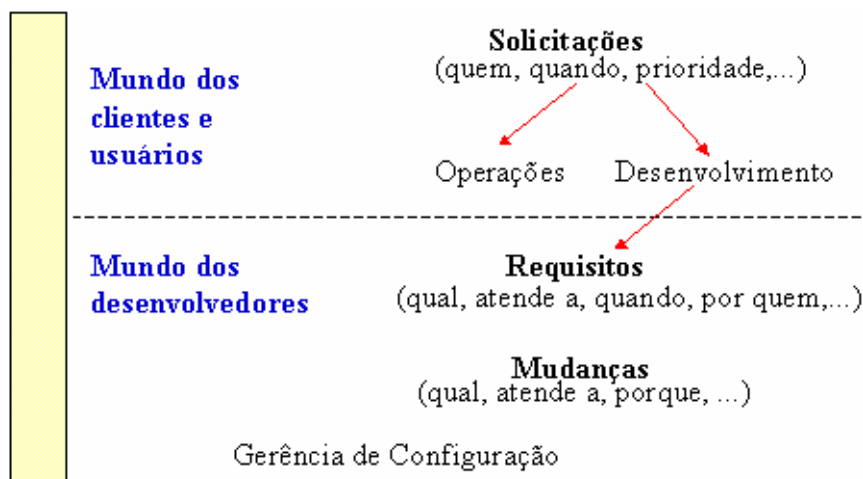 Solicitações
(quem, quando, prioridade,...)
Mundo dos
clientes e
usuários
Operações
Desenvolvimento
Mundo dos
desenvolvedores
Requisitos
(qual, atende a, quando, por quem,...)
Mudanças
(qual, atende a, porque, ...)
Gerência de Configuração